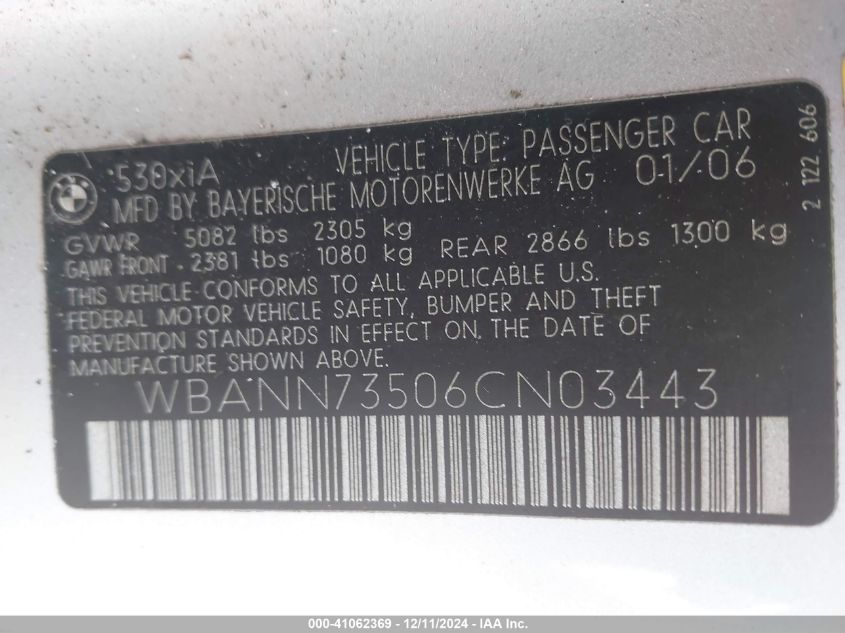 BMW
530xiA VEHICLE TYPE: PASSENGER CAR
MFD BY BAYERISCHE MOTORENWERKE AG 01/06
GVWR 5082 lbs 2305 kg
GAWR FRONT 2381 lbs 1080 kg REAR 2866 lbs 1300 kg
THIS VEHICLE CONFORMS TO ALL APPLICABLE U.S.
FEDERAL MOTOR VEHICLE SAFETY, BUMPER AND THEFT
PREVENTION STANDARDS IN EFFECT ON THE DATE OF
MANUFACTURE SHOWN ABOVE.
WBANN73506CN03443
2 122 606
000-41062369 - 12/11/2024 - IAA Inc.